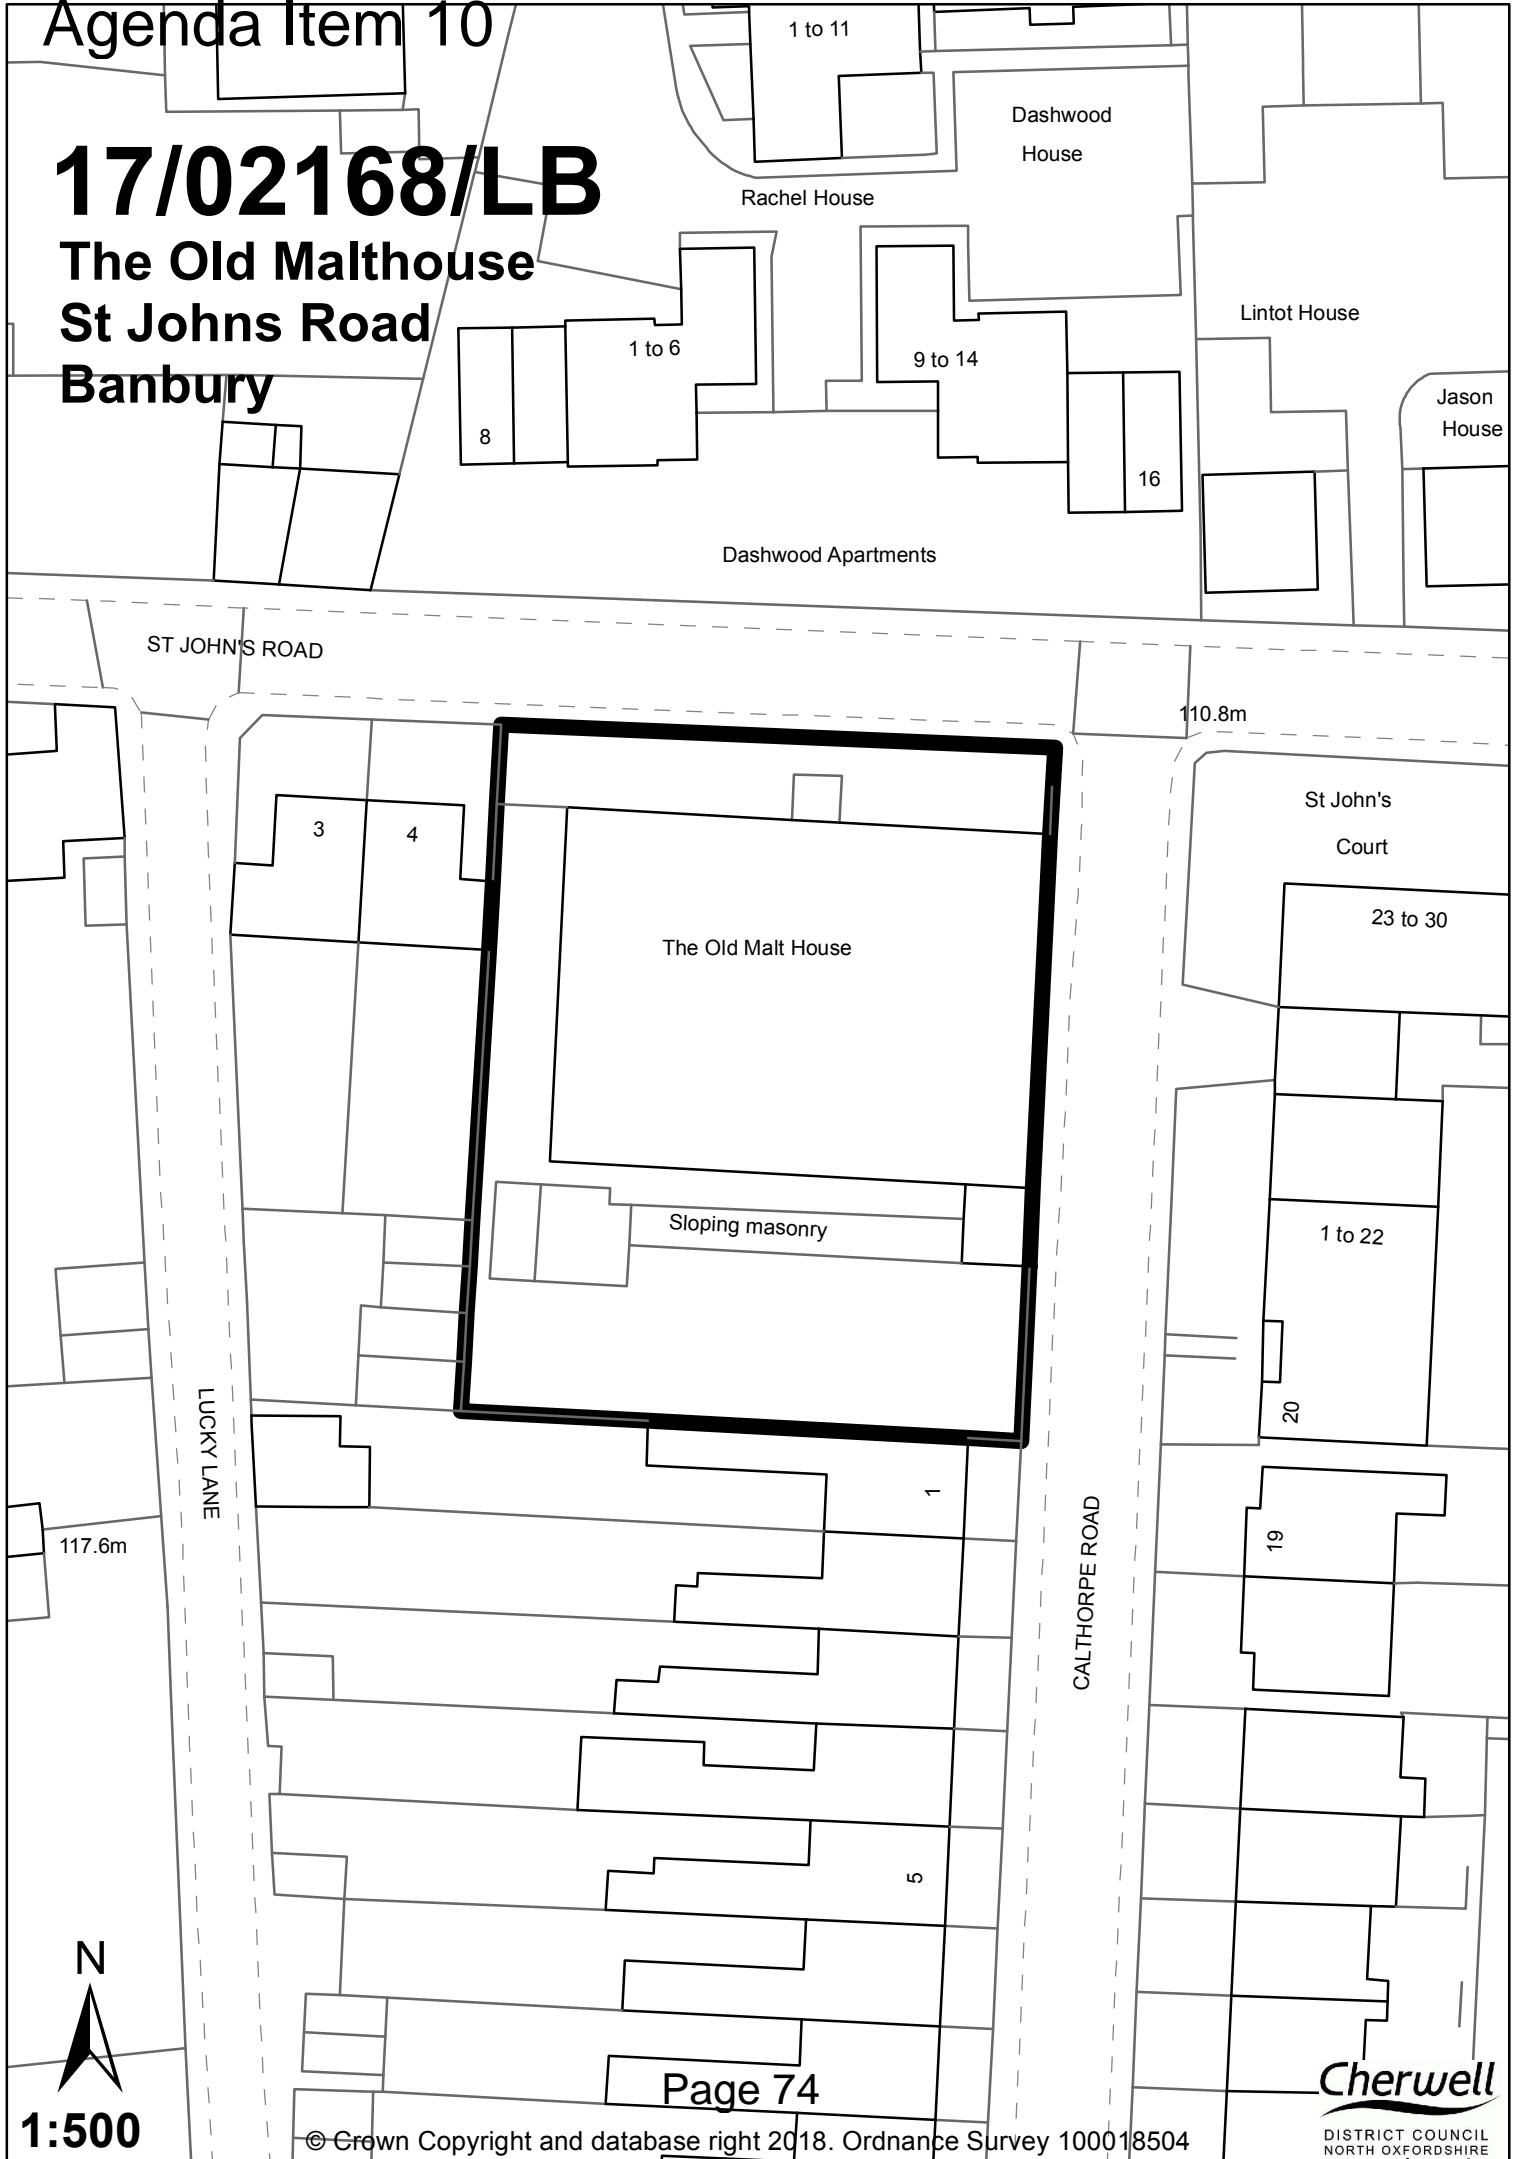 Agenda Item 10
17/02168/LB
The Old Malthouse
St Johns Road
Banbury
1 to 11
Dashwood
House
Rachel House
Lintot House
1 to 6
9 to 14
Jason
House
8
16
Dashwood Apartments
ST JOHN'S ROAD
110.8m
St John's
Court
3
4
23 to 30
The Old Malt House
Sloping masonry
1 to 22
LUCKY LANE
20
1
19
117.6m
CALTHORPE ROAD
5
N
1:500
Page 74
© Crown Copyright and database right 2018. Ordnance Survey 100018504
Cherwell
DISTRICT COUNCIL
NORTH OXFORDSHIRE